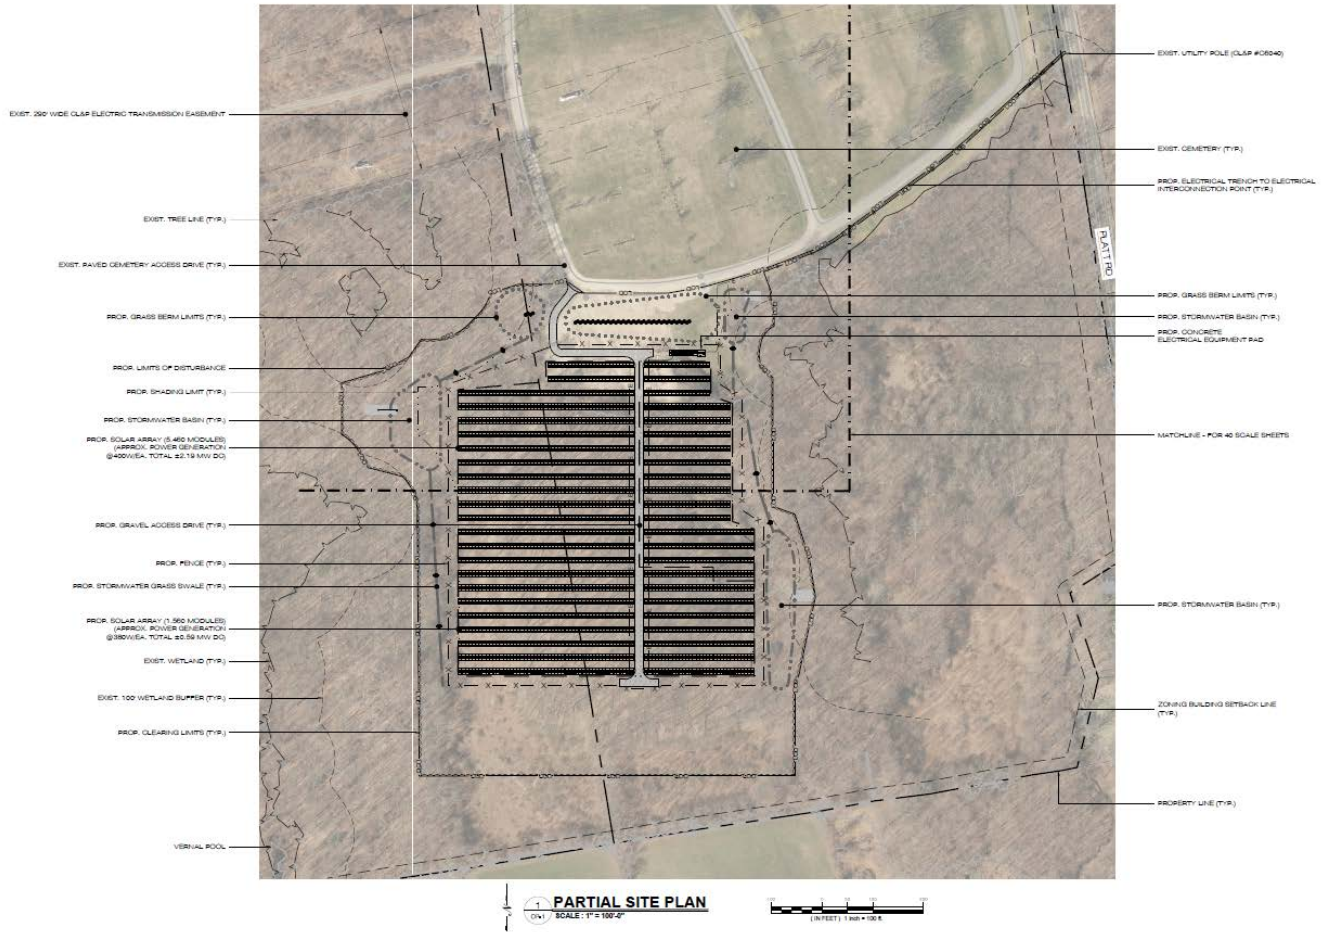 EXIST. UTILITY POLE (CL&P #C6040)
EXIST. 290' WIDE CL&P ELECTRIC TRANSMISSION EASEMENT
EXIST. CEMETERY (TYP.)
PROP. ELECTRICAL TRENCH TO ELECTRICAL
INTERCONNECTION POINT (TYP.)
EXIST. TREE LINE (TYP.)
PLATT RD
EXIST. PAVED CEMETERY ACCESS DRIVE (TYP.)
PROP. GRASS BERM LIMITS (TYP.)
PROP. GRASS BERM LIMITS (TYP.)
PROP. STORMWATER BASIN (TYP.)
PROP. CONCRETE
ELECTRICAL EQUIPMENT PAD
PROP. LIMITS OF DISTURBANCE
PROP. SHADING LIMIT (TYP.)
PROP. STORMWATER BASIN (TYP.)
PROP. SOLAR ARRAY (5,460 MODULES)
(APPROX. POWER GENERATION
@400W/EA. TOTAL ±2.19 MW DC)
MATCHLINE - FOR 40 SCALE SHEETS
PROP. GRAVEL ACCESS DRIVE (TYP.)
PROP. FENCE (TYP.)
PROP. STORMWATER GRASS SWALE (TYP.)
PROP. STORMWATER BASIN (TYP.)
PROP. SOLAR ARRAY (1,560 MODULES)
(APPROX. POWER GENERATION
@380W/EA. TOTAL ±0.59 MW DC)
EXIST. WETLAND (TYP.)
EXIST. 100' WETLAND BUFFER (TYP.)
ZONING BUILDING SETBACK LINE
(TYP.)
PROP. CLEARING LIMITS (TYP.)
PROPERTY LINE (TYP.)
VERNAL POOL
1
PARTIAL SITE PLAN
SCALE : 1" = 100'-0"
( IN FEET ) 1 inch = 100 ft.